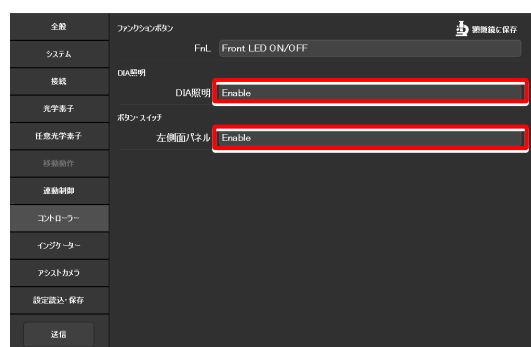 全般
システム
接続
光学素子
任意光学素子
移動動作
連動制御
コントローラー
インジケーター
アシストカメラ
設定読込・保存
送信
ファンクションボタン
顕微鏡に保存
FnL Front LED ON/OFF
DIA照明
DIA照明 Enable
ボタン・スイッチ
左側面パネル Enable